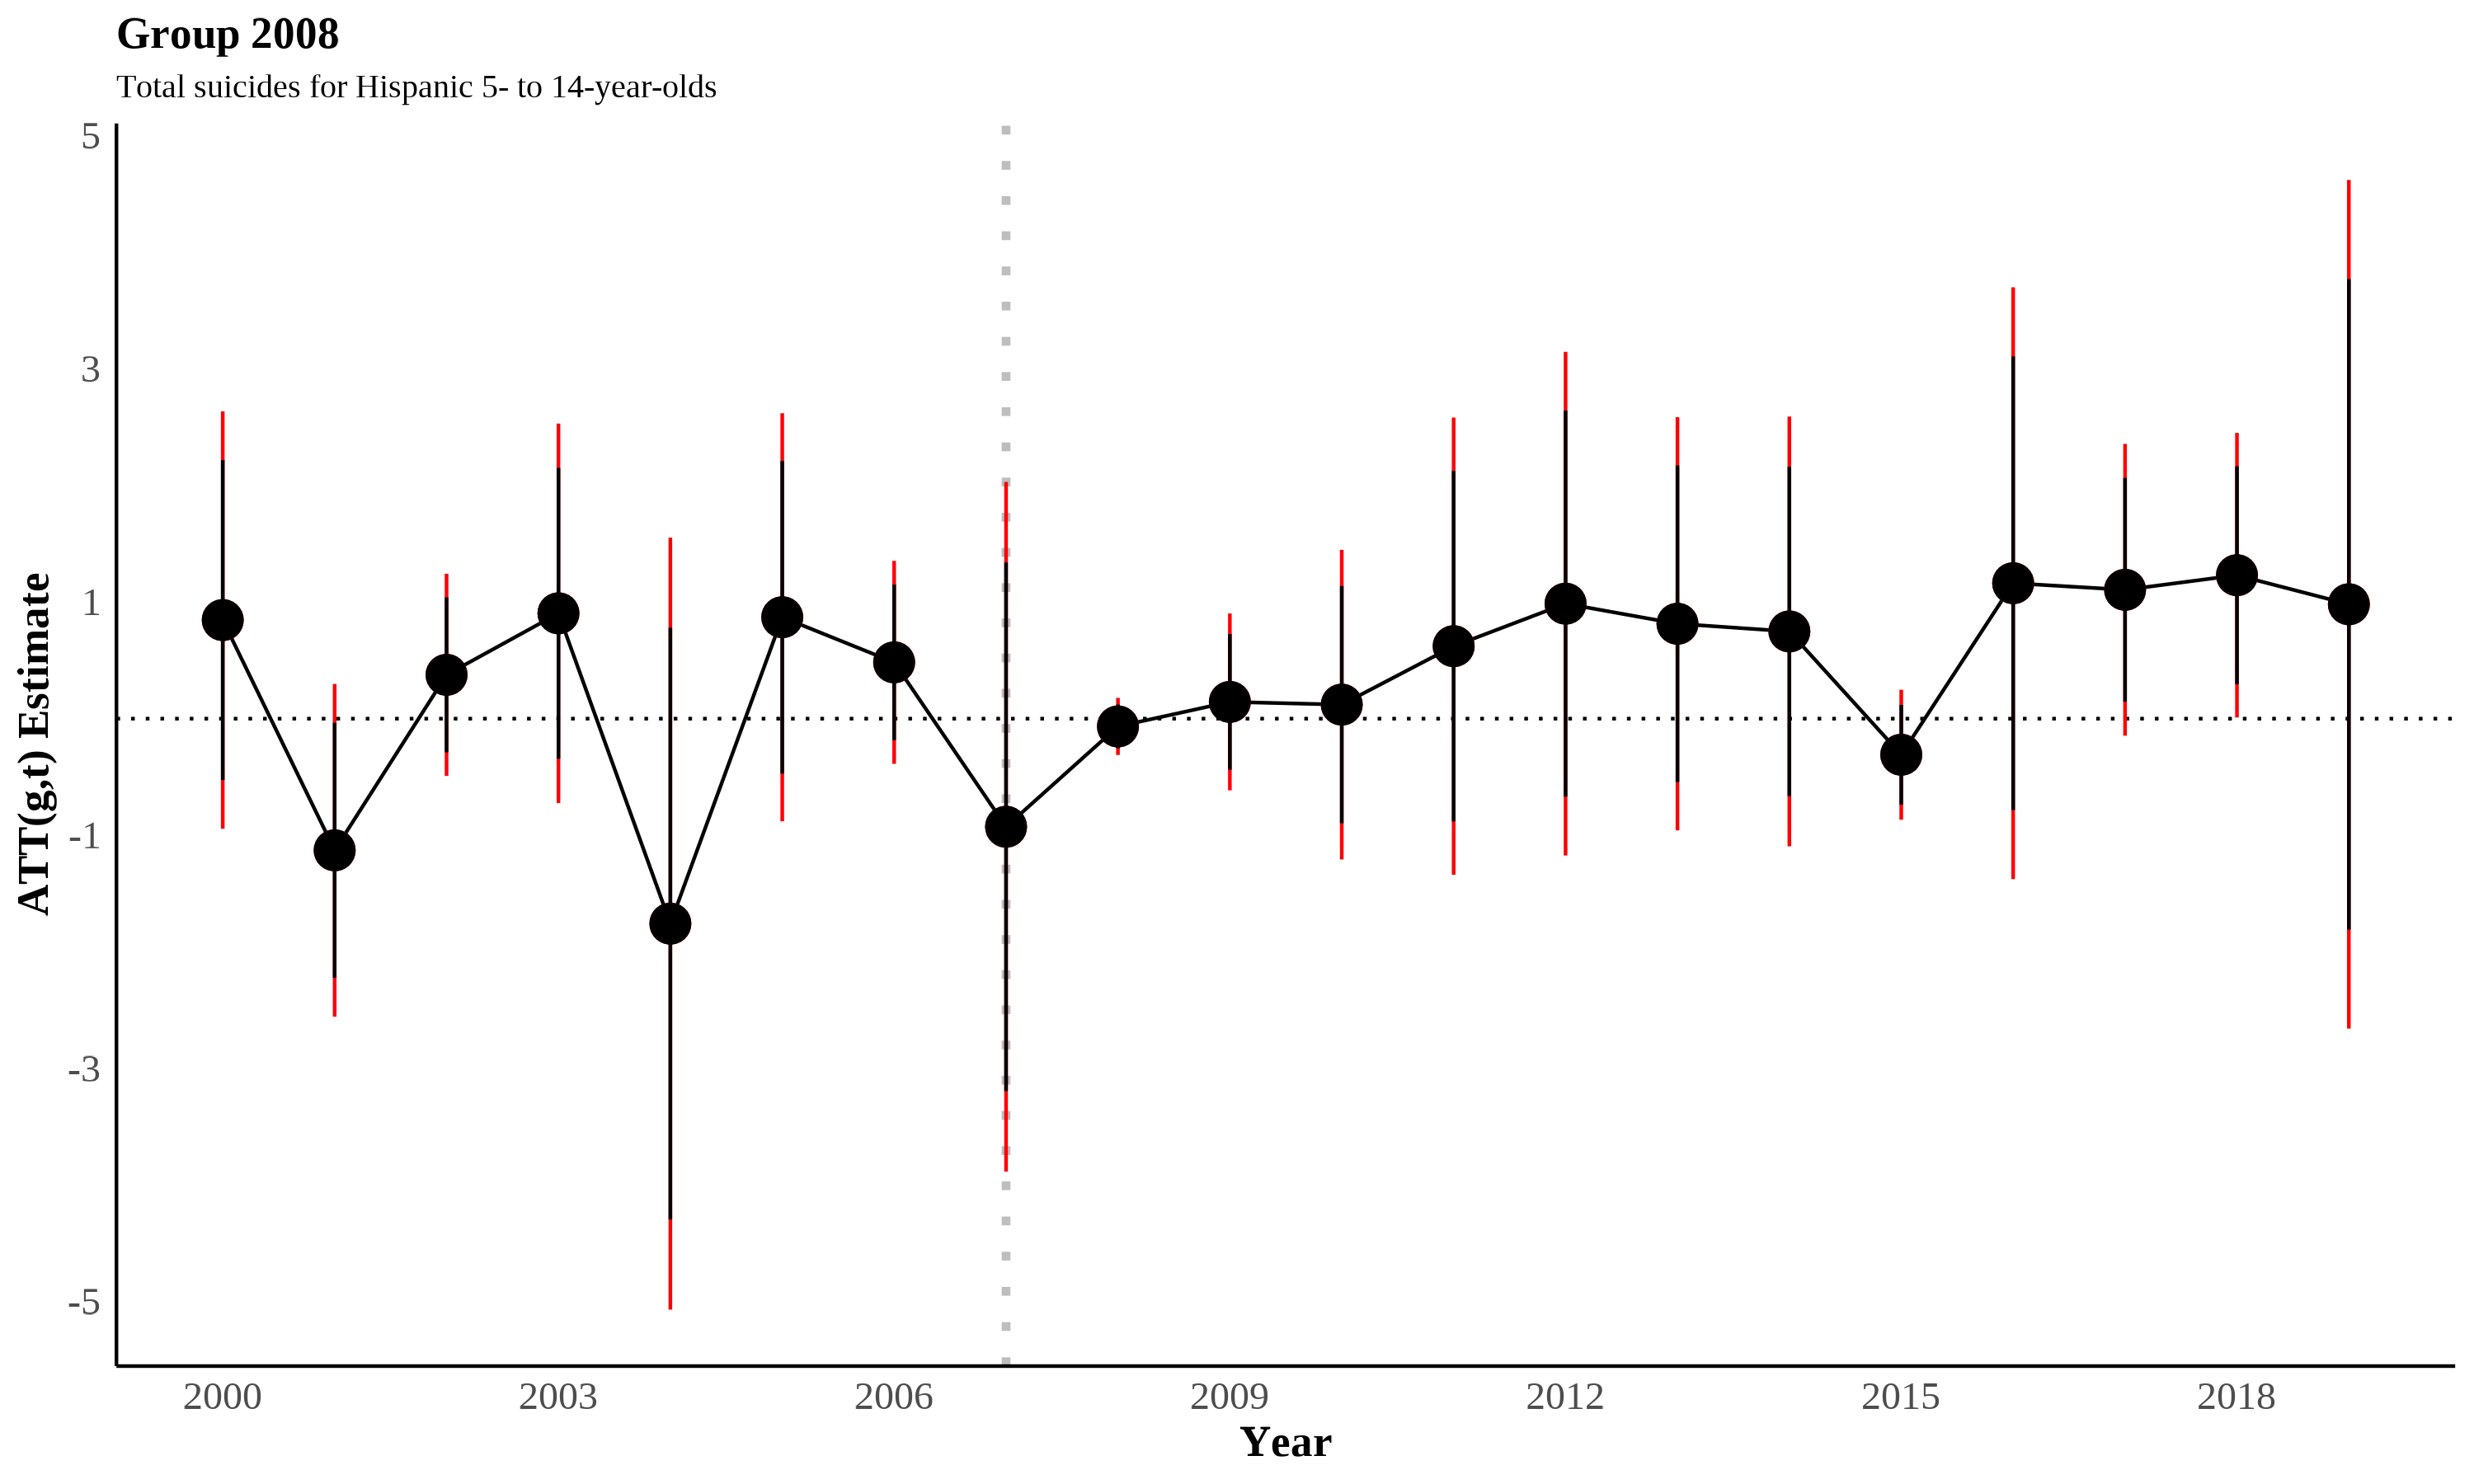 Group 2008
Total suicides for Hispanic 5- to 14-year-olds
ATT(g,t) Estimate
5
3
1
-1
-3
-5
2000 2003 2006 2009 2012 2015 2018
Year